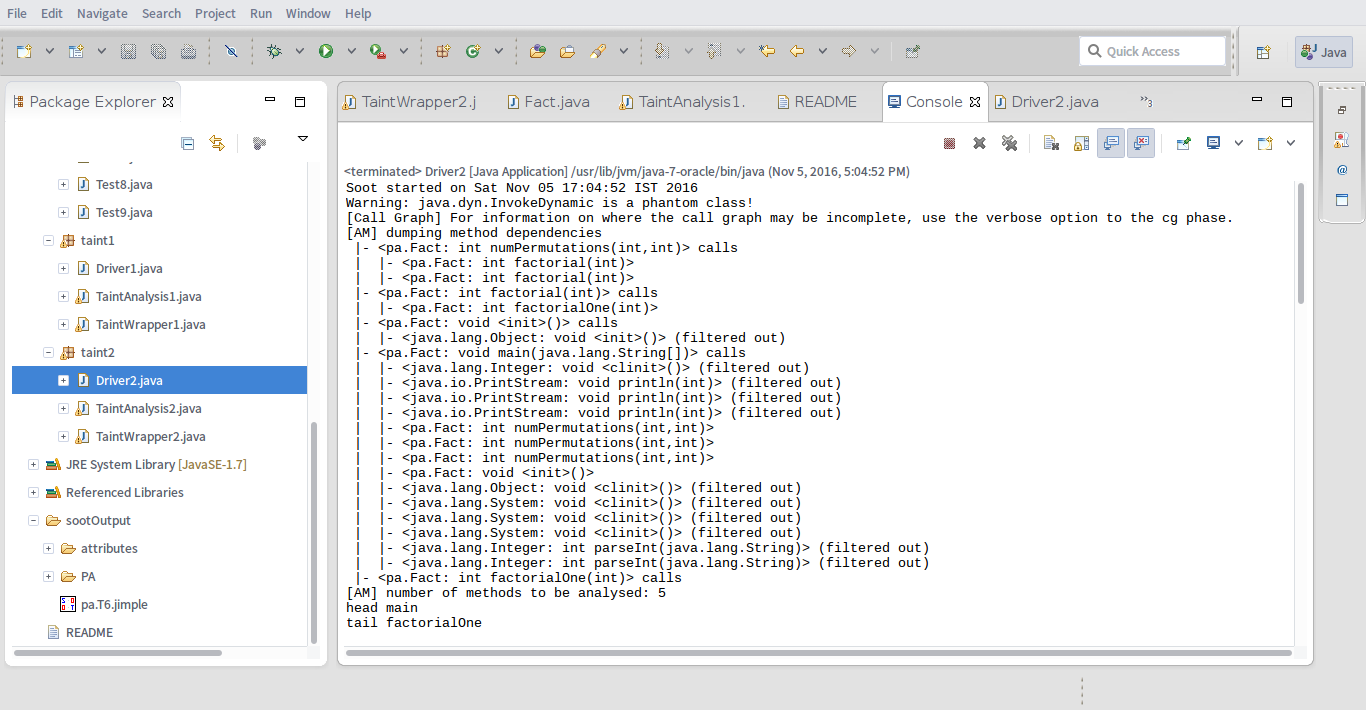 File Edit Navigate Search Project Run Window Help
Quick Access
Java
Package Explorer
Test8.java
Test9.java
taint1
Driver1.java
TaintAnalysis1.java
TaintWrapper1.java
taint2
Driver2.java
TaintAnalysis2.java
TaintWrapper2.java
JRE System Library [JavaSE-1.7]
Referenced Libraries
sootOutput
attributes
PA
pa.T6.jimple
README
TaintWrapper2.j Fact.java TaintAnalysis1. README Console Driver2.java »3
<terminated> Driver2 [Java Application] /usr/lib/jvm/java-7-oracle/bin/java (Nov 5, 2016, 5:04:52 PM)
Soot started on Sat Nov 05 17:04:52 IST 2016
Warning: java.dyn.InvokeDynamic is a phantom class!
[Call Graph] For information on where the call graph may be incomplete, use the verbose option to the cg phase.
[AM] dumping method dependencies
|- <pa.Fact: int numPermutations(int,int)> calls
| |- <pa.Fact: int factorial(int)>
| |- <pa.Fact: int factorial(int)>
|- <pa.Fact: int factorial(int)> calls
| |- <pa.Fact: int factorialOne(int)>
|- <pa.Fact: void <init>()> calls
| |- <java.lang.Object: void <init>()> (filtered out)
|- <pa.Fact: void main(java.lang.String[])> calls
| |- <java.lang.Integer: void <clinit>()> (filtered out)
| |- <java.io.PrintStream: void println(int)> (filtered out)
| |- <java.io.PrintStream: void println(int)> (filtered out)
| |- <java.io.PrintStream: void println(int)> (filtered out)
| |- <pa.Fact: int numPermutations(int,int)>
| |- <pa.Fact: int numPermutations(int,int)>
| |- <pa.Fact: int numPermutations(int,int)>
| |- <pa.Fact: void <init>()>
| |- <java.lang.Object: void <clinit>()> (filtered out)
| |- <java.lang.System: void <clinit>()> (filtered out)
| |- <java.lang.System: void <clinit>()> (filtered out)
| |- <java.lang.System: void <clinit>()> (filtered out)
| |- <java.lang.Integer: int parseInt(java.lang.String)> (filtered out)
| |- <java.lang.Integer: int parseInt(java.lang.String)> (filtered out)
|- <pa.Fact: int factorialOne(int)> calls
[AM] number of methods to be analysed: 5
head main
tail factorialOne